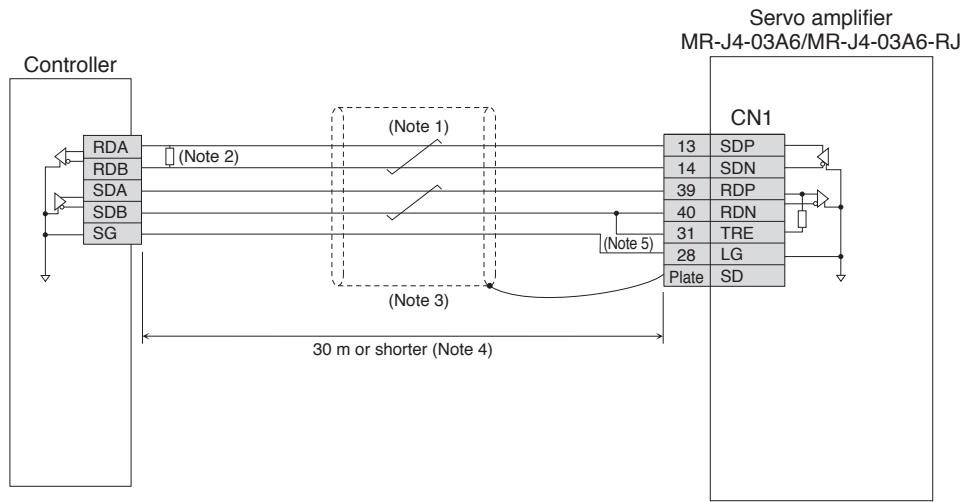 Servo amplifier
MR-J4-03A6/MR-J4-03A6-RJ
Controller
CN1
(Note 1)
RDA
(Note 2)
13 SDP
RDB
14 SDN
SDA
39 RDP
SDB
40 RDN
SG
31 TRE
(Note 5)
28 LG
Plate SD
(Note 3)
30 m or shorter (Note 4)